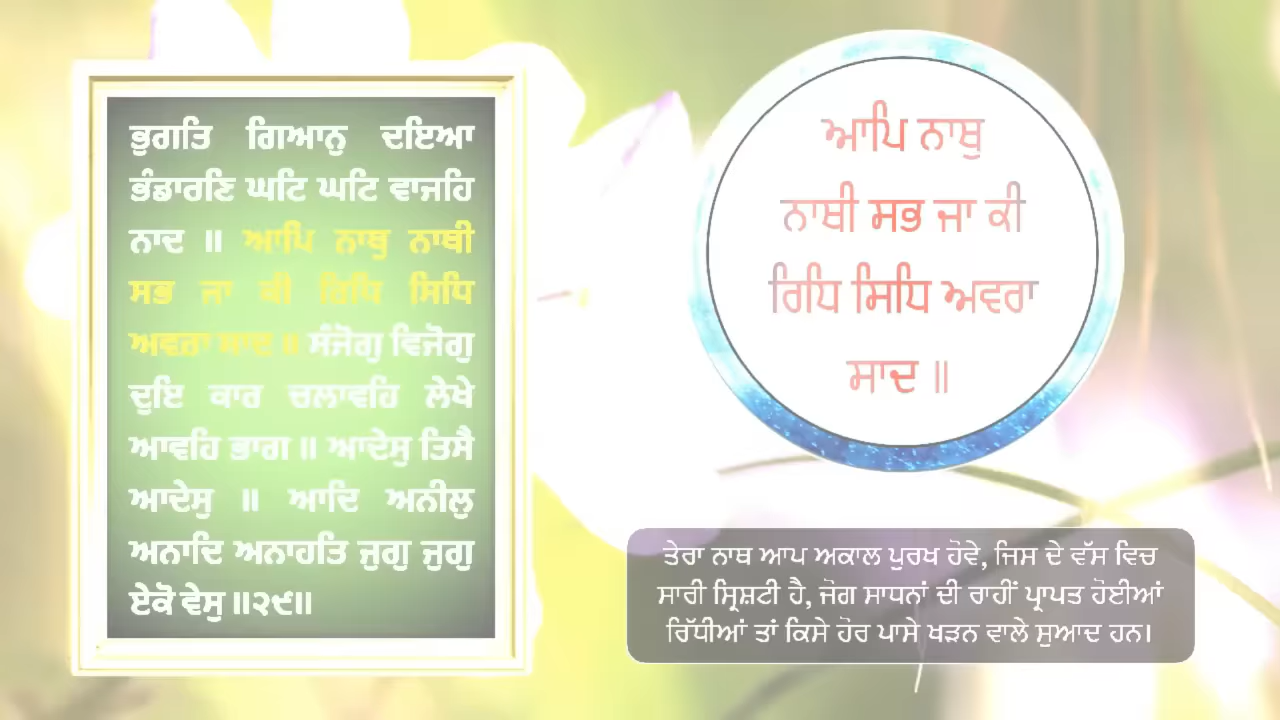 ਭੁਗਤਿ ਗਿਆਨੁ ਦਇਆ
ਭੰਡਾਰਣਿ ਘਟਿ ਘਟਿ ਵਾਜਹਿ
ਨਾਦ ॥ ਆਪਿ ਨਾਥੁ ਨਾਥੀ
ਸਭ ਜਾ ਕੀ ਰਿਧਿ ਸਿਧਿ
ਅਵਰਾ ਸਾਦ ॥ ਸੰਜੋਗੁ ਵਿਜੋਗੁ
ਦੁਇ ਕਾਰ ਚਲਾਵਹਿ ਲੇਖੇ
ਆਵਹਿ ਭਾਗ ॥ ਆਦੇਸੁ ਤਿਸੈ
ਆਦੇਸੁ ॥ ਆਦਿ ਅਨੀਲੁ
ਅਨਾਦਿ ਅਨਾਹਤਿ ਜੁਗੁ ਜੁਗੁ
ਏਕੋ ਵੇਸੁ ॥੨੯॥
ਆਪਿ ਨਾਥੁ
ਨਾਥੀ ਸਭ ਜਾ ਕੀ
ਰਿਧਿ ਸਿਧਿ ਅਵਰਾ
ਸਾਦ ॥
ਤੇਰਾ ਨਾਥ ਆਪ ਅਕਾਲ ਪੁਰਖ ਹੋਵੇ, ਜਿਸ ਦੇ ਵੱਸ ਵਿਚ
ਸਾਰੀ ਸ੍ਰਿਸ਼ਟੀ ਹੈ, ਜੋਗ ਸਾਧਨਾਂ ਦੀ ਰਾਹੀਂ ਪ੍ਰਾਪਤ ਹੋਈਆਂ
ਰਿੱਧੀਆਂ ਤਾਂ ਕਿਸੇ ਹੋਰ ਪਾਸੇ ਖੜਨ ਵਾਲੇ ਸੁਆਦ ਹਨ।